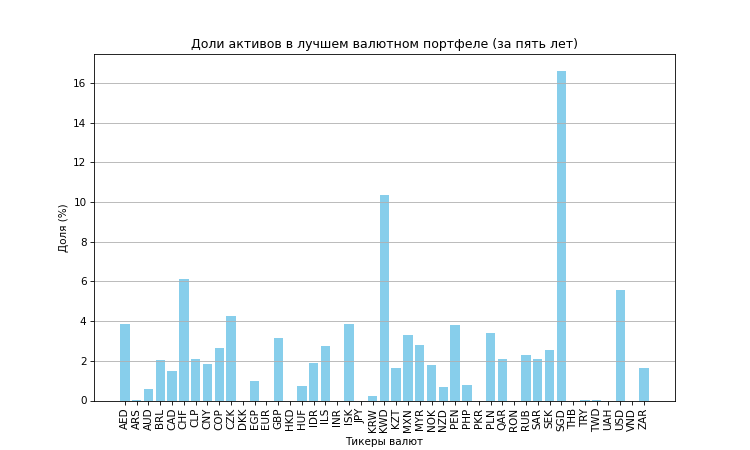 Доли активов в лучшем валютном портфеле (за пять лет)
Доля (%)
16
14
12
10
8
6
4
2
0
AED ARS AUD BRL CAD CHF CLP CNY COP CZK DKK EGP EUR GBP HKD HUF IDR ILS INR ISK JPY KRW KWD KZT MXN MYR NOK NZD PEN PHP PKR PLN QAR RON RUB SAR SEK SGD THB TRY TWD UAH USD VND ZAR
Тикеры валют